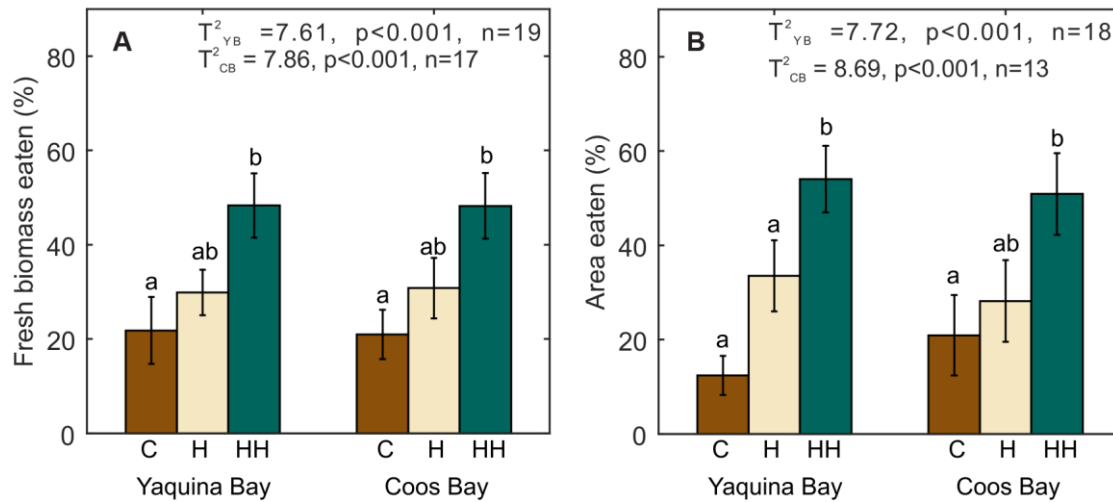 A
T²YB =7.61, p<0.001, n=19
T²CB = 7.86, p<0.001, n=17
Fresh biomass eaten (%)
80
60
40
20
0
a ab b a ab b
C H HH C H HH
Yaquina Bay Coos Bay
B
T²YB =7.72, p<0.001, n=18
T²CB = 8.69, p<0.001, n=13
Area eaten (%)
80
60
40
20
0
a a b a ab b
C H HH C H HH
Yaquina Bay Coos Bay